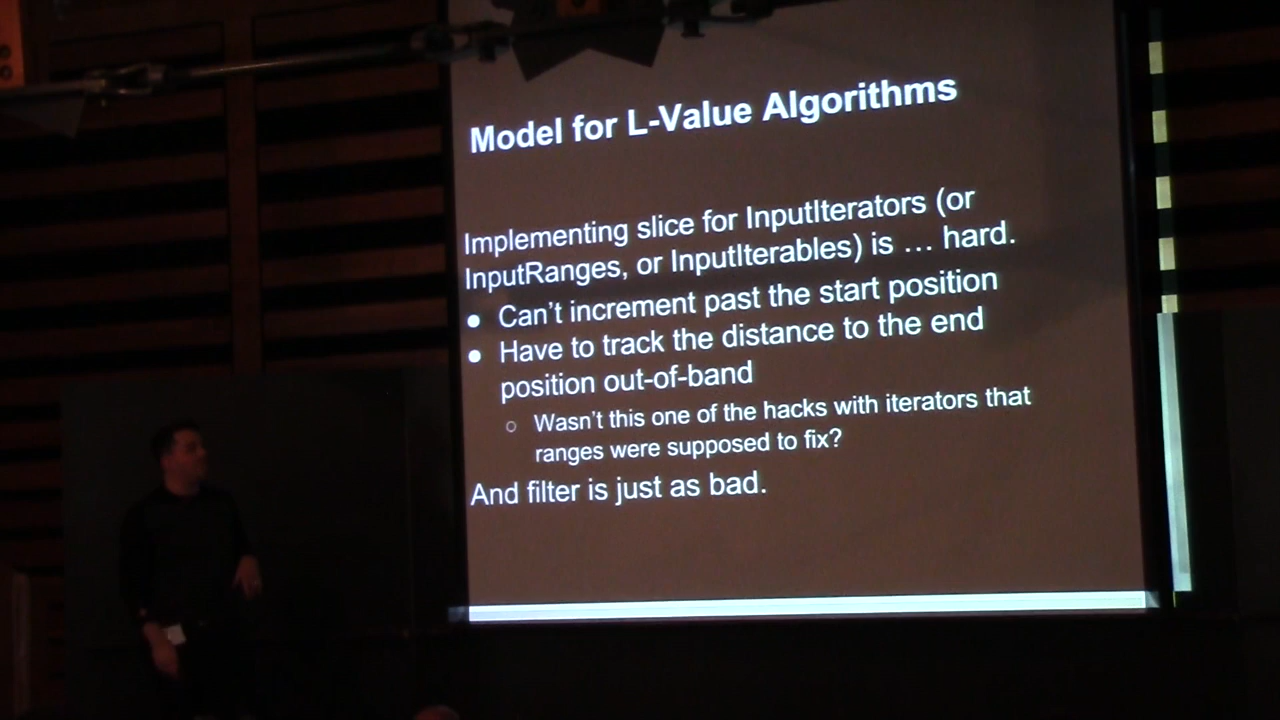 Model for L-Value Algorithms
Implementing slice for InputIterators (or
InputRanges, or InputIterables) is … hard.
● Can't increment past the start position
● Have to track the distance to the end
position out-of-band
○ Wasn't this one of the hacks with iterators that
ranges were supposed to fix?
And filter is just as bad.